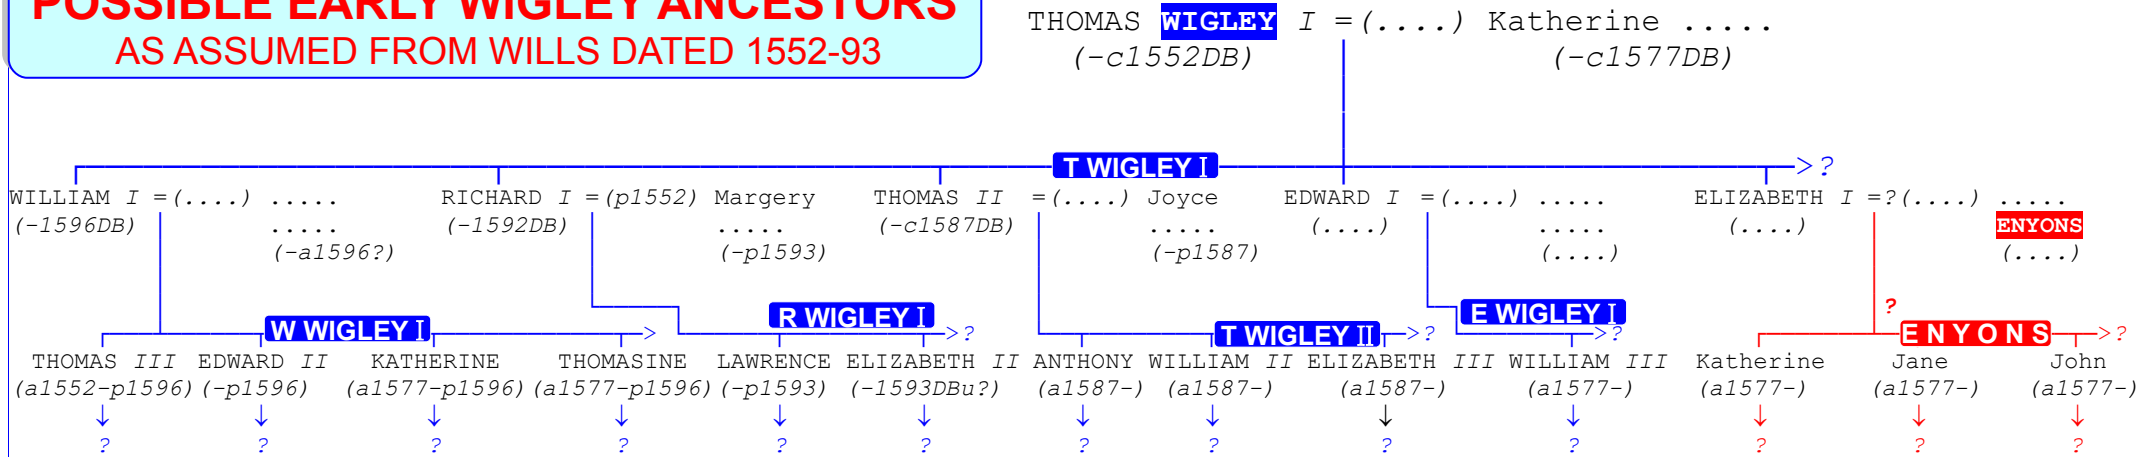 POSSIBLE EARLY WIGLEY ANCESTORS
AS ASSUMED FROM WILLS DATED 1552-93
THOMAS WIGLEY I =(....) Katherine .....
(-c1552DB) (-c1577DB)
T WIGLEY I >?
WILLIAM I =(....) ..... RICHARD I =(p1552) Margery THOMAS II =(....) Joyce EDWARD I =(....) ..... ELIZABETH I =?(....) .....
(-1596DB) ..... (-1592DB) ..... (-c1587DB) ..... (....) ..... (....) ENYONS
(-a1596?) (-p1593) (-p1587) (....) (....)
?
W WIGLEY I > R WIGLEY I >? T WIGLEY II >? E WIGLEY I >? ENYONS >?
THOMAS III EDWARD II KATHERINE THOMASINE LAWRENCE ELIZABETH II ANTHONY WILLIAM II ELIZABETH III WILLIAM III Katherine Jane John
(a1552-p1596) (-p1596) (a1577-p1596) (a1577-p1596) (-p1593) (-1593DBu?) (a1587-) (a1587-) (a1587-) (a1577-) (a1577-) (a1577-) (a1577-)
↓ ↓ ↓ ↓ ↓ ↓ ↓ ↓ ↓ ↓ ↓ ↓ ↓
? ? ? ? ? ? ? ? ? ? ? ? ?